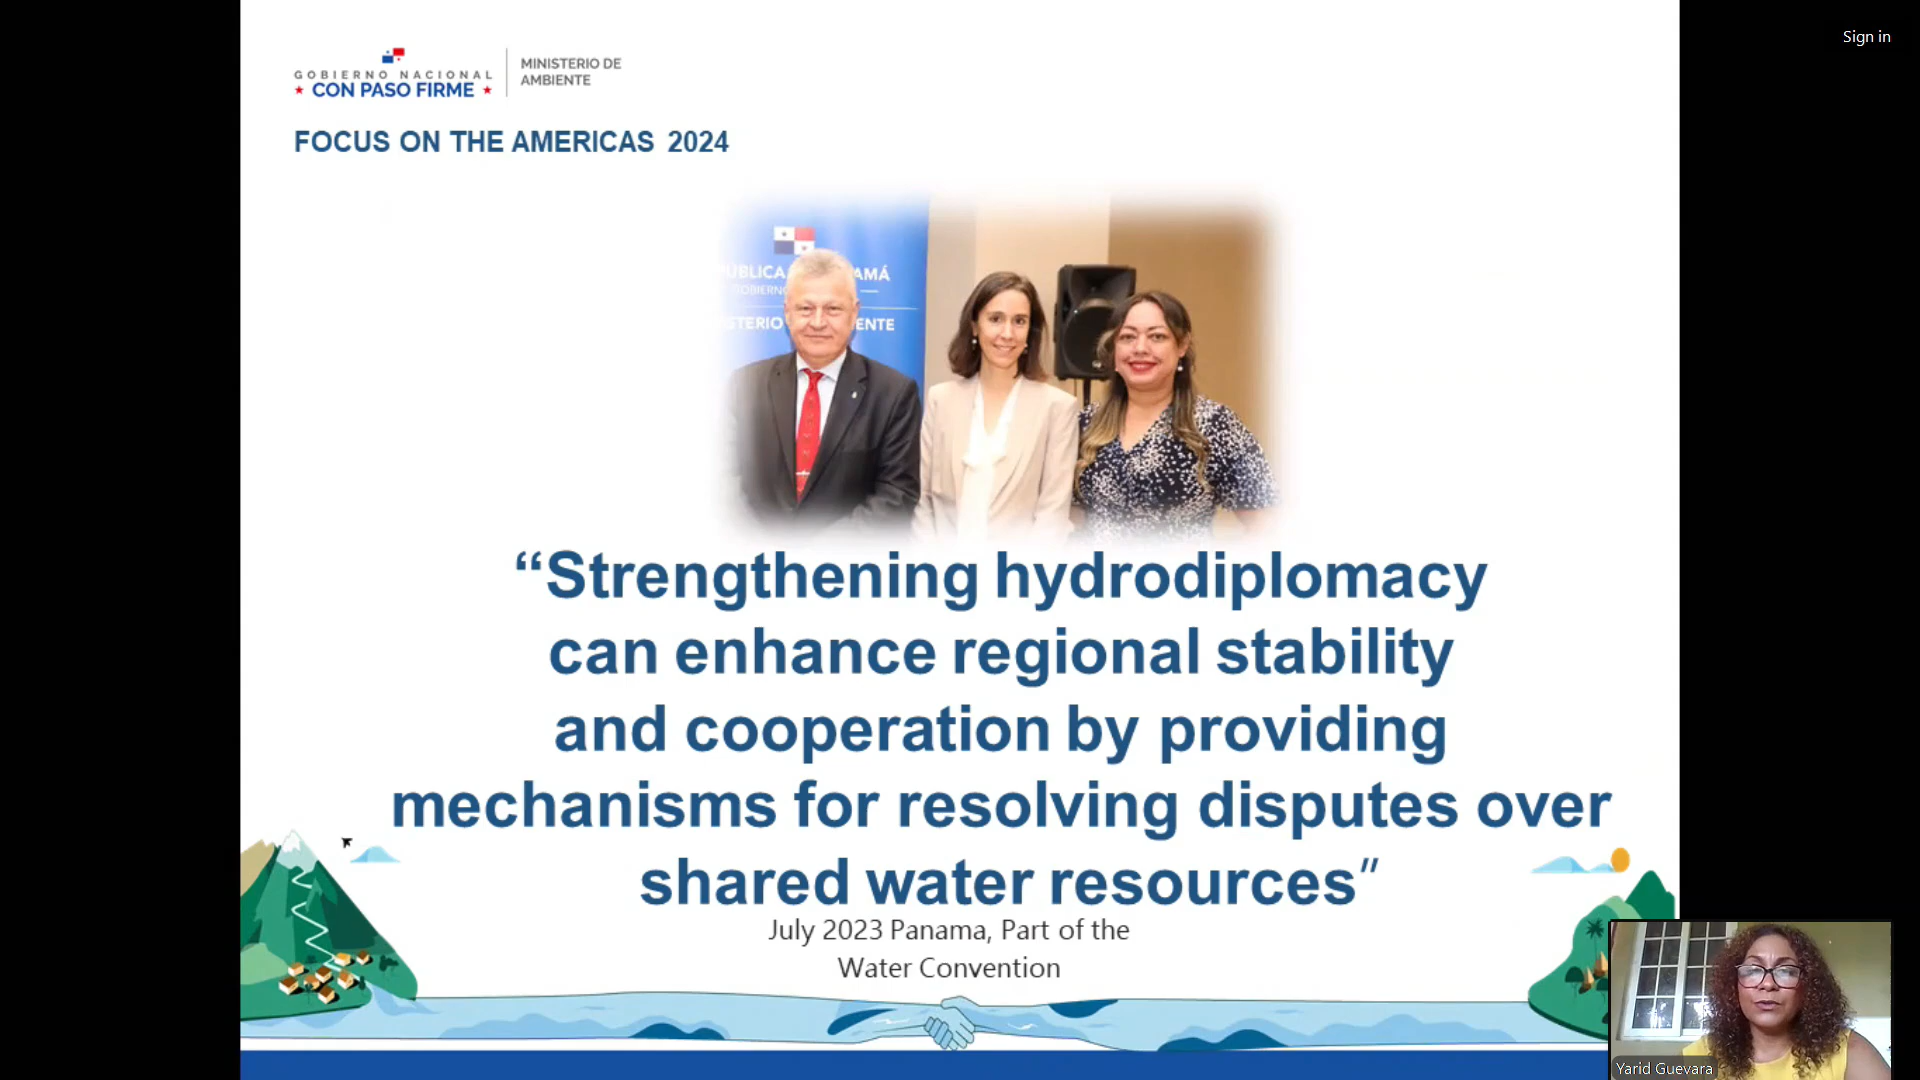 Sign in
GOBIERNO NACIONAL
CON PASO FIRME
MINISTERIO DE
AMBIENTE
FOCUS ON THE AMERICAS 2024
“Strengthening hydrodiplomacy
can enhance regional stability
and cooperation by providing
mechanisms for resolving disputes over
shared water resources”
July 2023 Panama, Part of the
Water Convention
Yarid Guevara